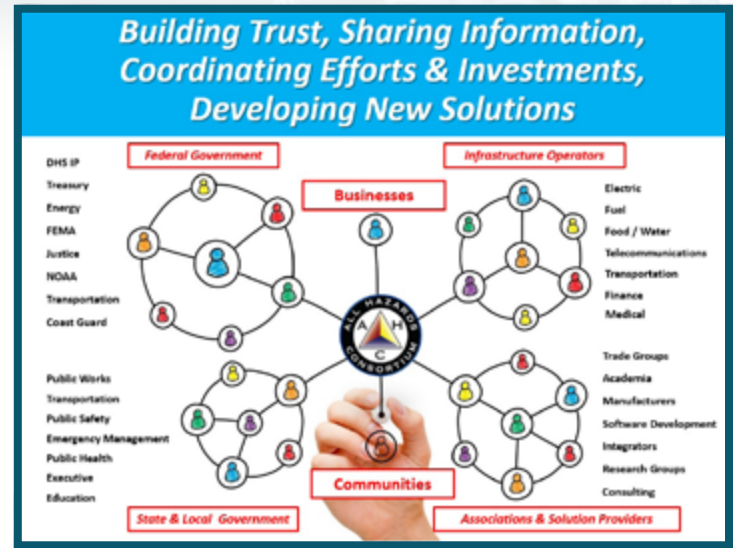 Building Trust, Sharing Information,
Coordinating Efforts & Investments,
Developing New Solutions
Federal Government
DHS IP
Treasury
Energy
FEMA
Justice
NOAA
Transportation
Coast Guard
Businesses
Infrastructure Operators
Electric
Fuel
Food / Water
Telecommunications
Transportation
Finance
Medical
ALL HAZARDS
A H
C
CONSORTIUM
Public Works
Transportation
Public Safety
Emergency Management
Public Health
Executive
Education
State & Local Government
Communities
Trade Groups
Academia
Manufacturers
Software Development
Integrators
Research Groups
Consulting
Associations & Solution Providers